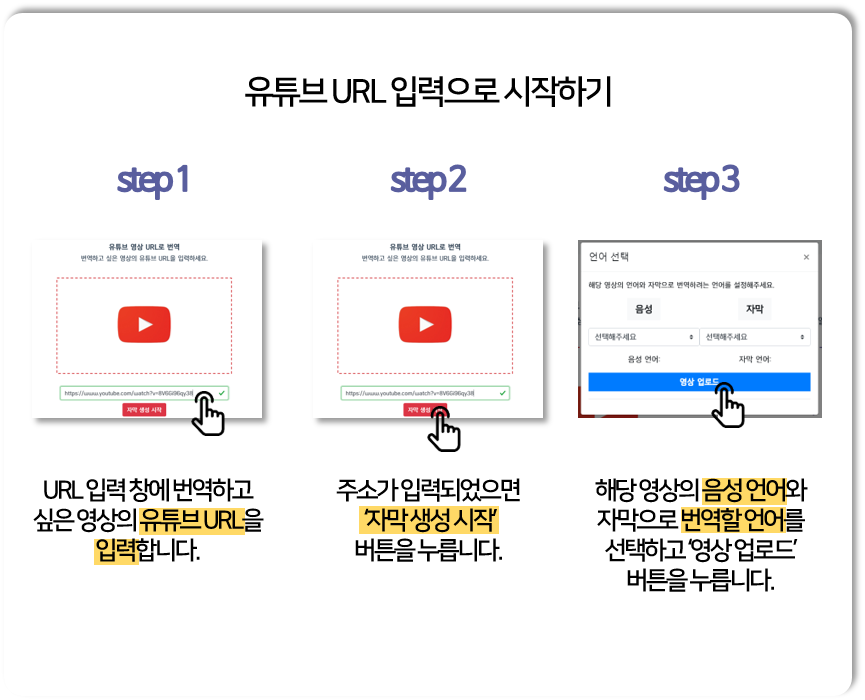 유튜브 URL 입력으로 시작하기
step 1
유튜브 영상 URL로 번역
번역하고 싶은 영상의 유튜브 URL을 입력하세요.
https://www.youtube.com/watch?v=8V6Gi96qy38
자막 생성 시작
URL 입력 창에 번역하고
싶은 영상의 유튜브 URL을
입력합니다.
step 2
유튜브 영상 URL로 번역
번역하고 싶은 영상의 유튜브 URL을 입력하세요.
https://www.youtube.com/watch?v=8V6Gi96qy38
자막 생성
주소가 입력되었으면
‘자막 생성 시작’
버튼을 누릅니다.
step 3
언어 선택 ×
해당 영상의 언어와 자막으로 번역하려는 언어를 설정해주세요.
음성 자막
선택해주세요 선택해주세요
음성 언어: 자막 언어:
영상 업로드
해당 영상의 음성 언어와
자막으로 번역할 언어를
선택하고 ‘영상 업로드’
버튼을 누릅니다.